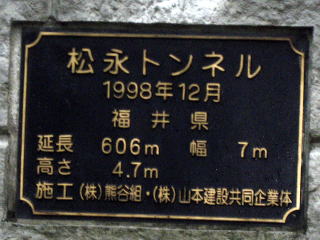 松永トンネル
1998年12月
福井県
延長 606m 幅 7m
高さ 4.7m
施工 (株)熊谷組・(株)山本建設共同企業体